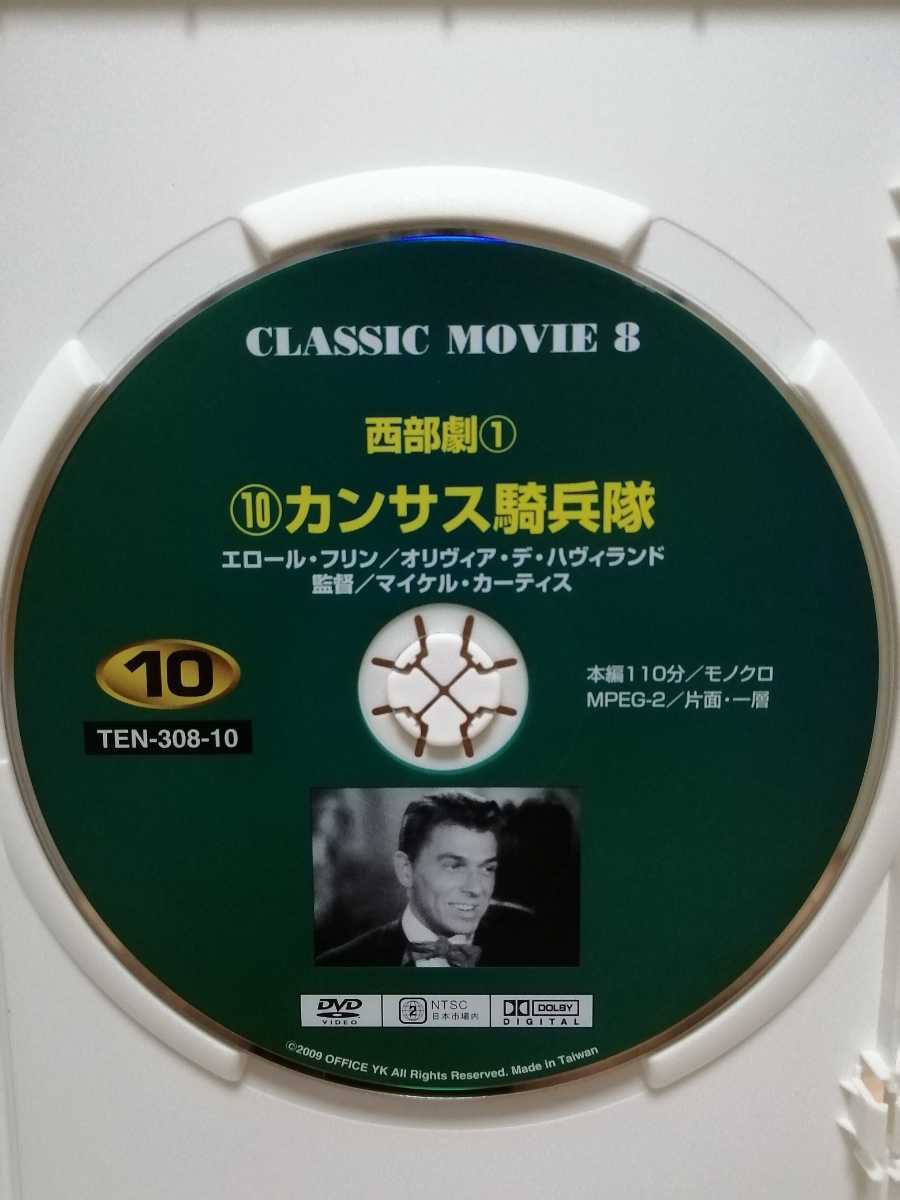 CLASSIC MOVIE 8
西部劇①
⑩カンサス騎兵隊
エロール・フリン／オリヴィア・デ・ハヴィランド
監督／マイケル・カーティス
10
TEN-308-10
本編110分／モノクロ
MPEG-2／片面・一層
DVD
VIDEO
2
NTSC
日本市場内
DOLBY
DIGITAL
©2009 OFFICE YK All Rights Reserved. Made in Taiwan